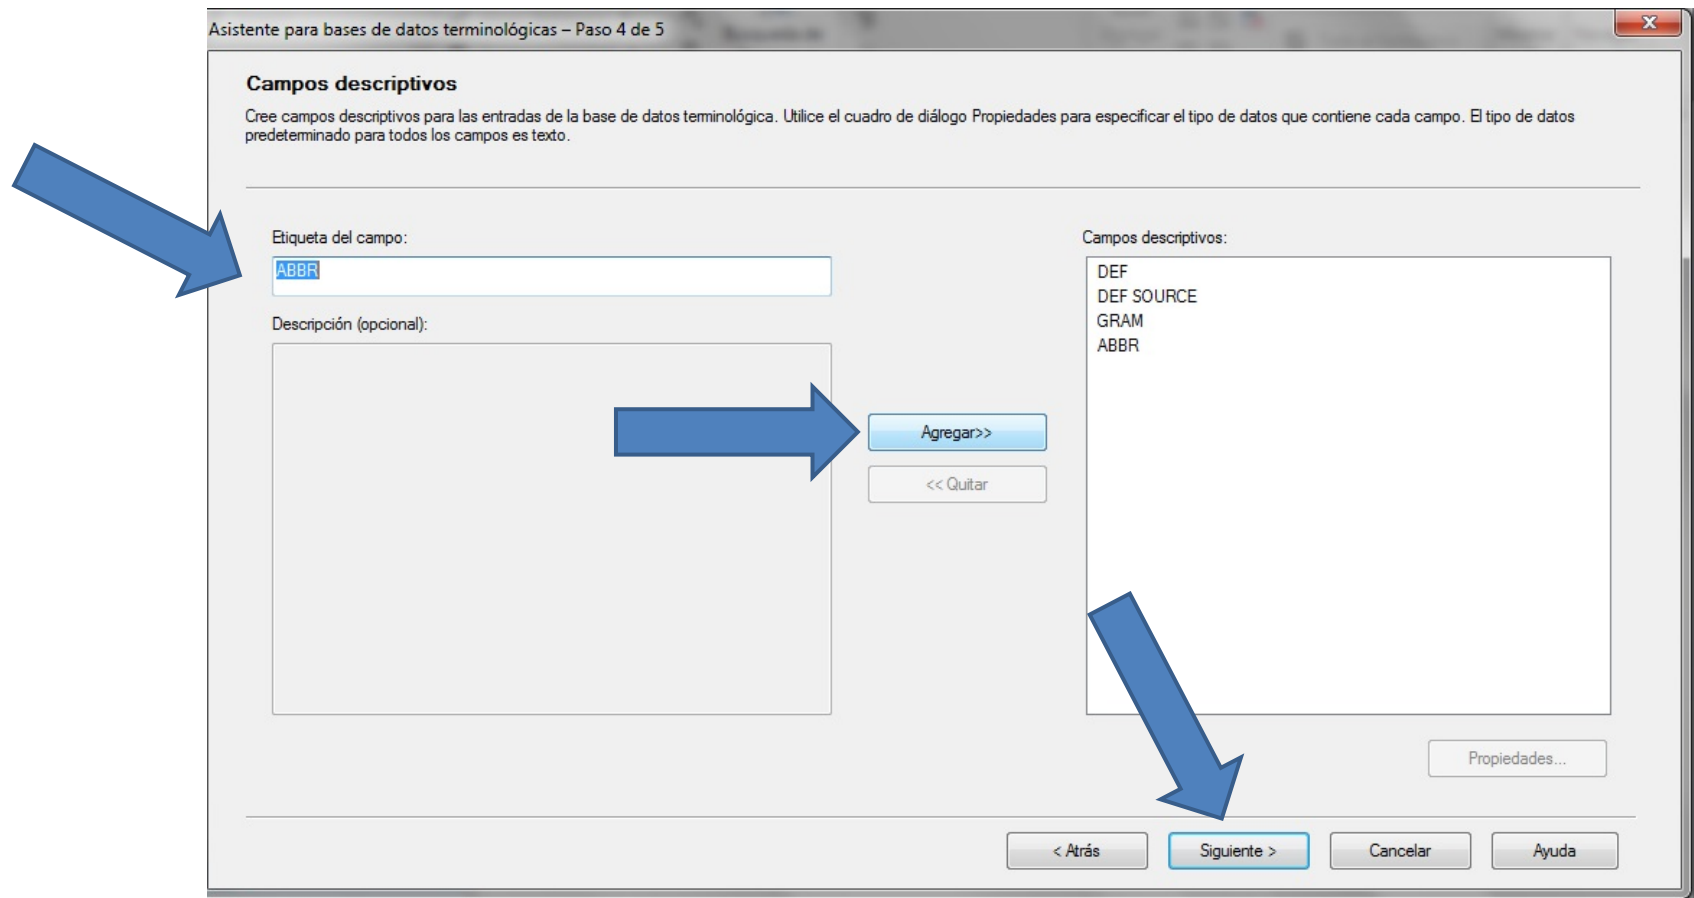 Asistente para bases de datos terminológicas – Paso 4 de 5
Campos descriptivos
Cree campos descriptivos para las entradas de la base de datos terminológica. Utilice el cuadro de diálogo Propiedades para especificar el tipo de datos que contiene cada campo. El tipo de datos
predeterminado para todos los campos es texto.
Etiqueta del campo:
ABBR
Descripción (opcional):
Agregar>>
<< Quitar
Campos descriptivos:
DEF
DEF SOURCE
GRAM
ABBR
Propiedades...
< Atrás
Siguiente >
Cancelar
Ayuda